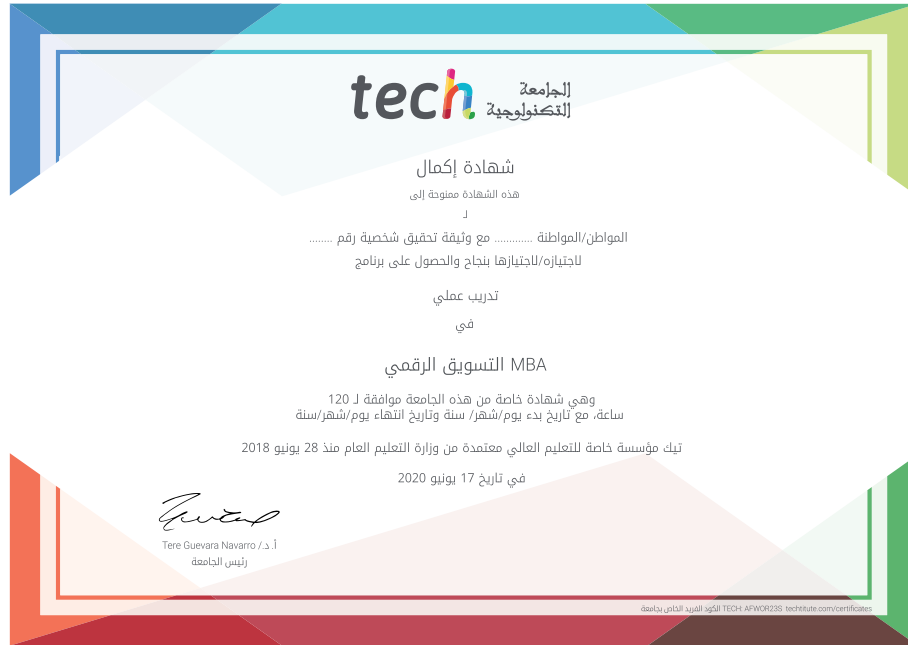 tech الجامعة
التكنولوجية
شهادة إكمال
هذه الشهادة ممنوحة إلى
لـ
المواطن/المواطنة ............ مع وثيقة تحقيق شخصية رقم ........
لاجتيازه/لاجتيازها بنجاح والحصول على برنامج
تدريب عملي
في
MBA التسويق الرقمي
وهي شهادة خاصة من هذه الجامعة موافقة لـ 120
ساعة، مع تاريخ بدء يوم/شهر/ سنة وتاريخ انتهاء يوم/شهر/سنة
تيك مؤسسة خاصة للتعليم العالي معتمدة من وزارة التعليم العام منذ 28 يونيو 2018
في تاريخ 17 يونيو 2020
أ. د./ Tere Guevara Navarro
رئيس الجامعة
الكود الفريد الخاص بجامعة TECH: AFWOR23S techtitute.com/certificates